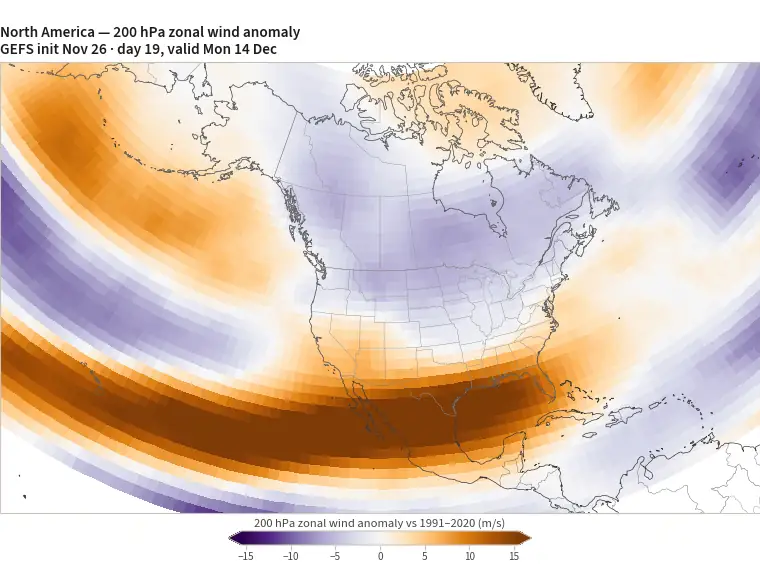 North America — 200 hPa zonal wind anomaly
GEFS init Nov 26 · day 19, valid Mon 14 Dec
200 hPa zonal wind anomaly vs 1991–2020 (m/s)
−15 −10 −5 0 5 10 15